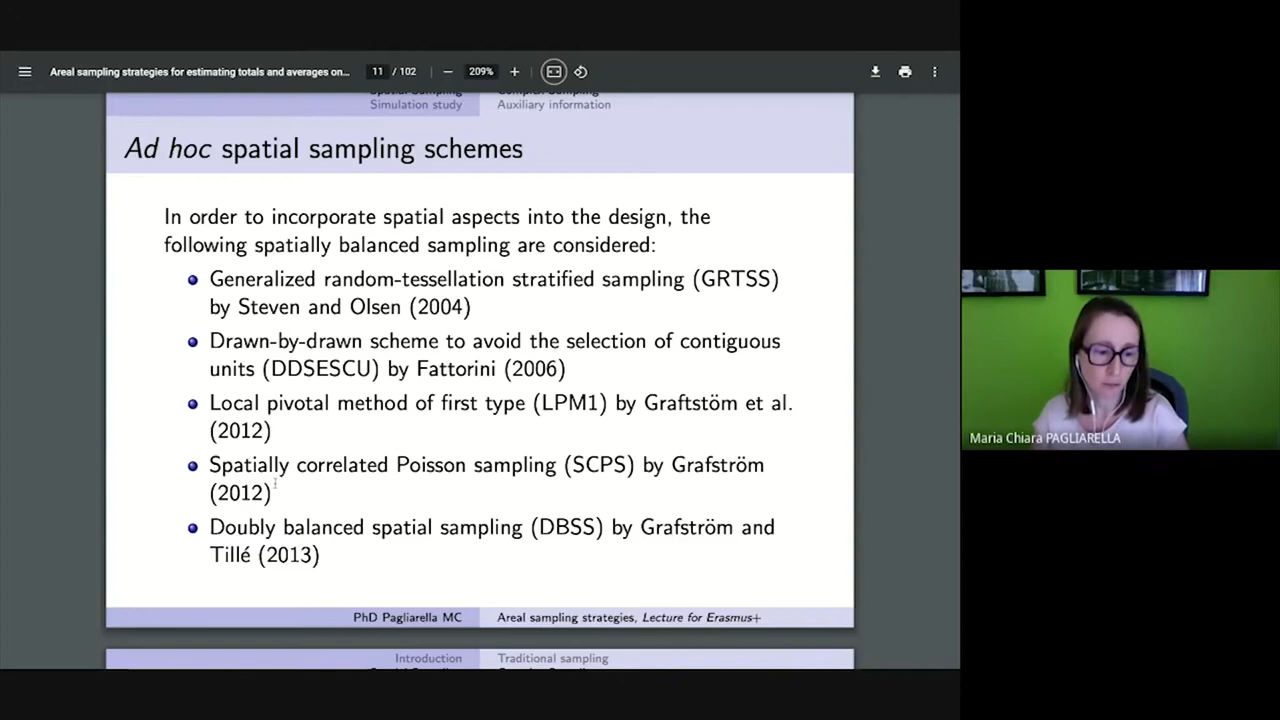 Areal sampling strategies for estimating totals and averages on...
11 / 102
209%
Spatial Sampling
Complex Sampling
Simulation study
Auxiliary information
Ad hoc spatial sampling schemes
In order to incorporate spatial aspects into the design, the
following spatially balanced sampling are considered:
Generalized random-tessellation stratified sampling (GRTSS)
by Steven and Olsen (2004)
Drawn-by-drawn scheme to avoid the selection of contiguous
units (DDSESCU) by Fattorini (2006)
Local pivotal method of first type (LPM1) by Graftstöm et al.
(2012)
Spatially correlated Poisson sampling (SCPS) by Grafström
(2012)
Doubly balanced spatial sampling (DBSS) by Grafström and
Tillé (2013)
PhD Pagliarella MC
Areal sampling strategies, Lecture for Erasmus+
Introduction
Traditional sampling
Maria Chiara PAGLIARELLA